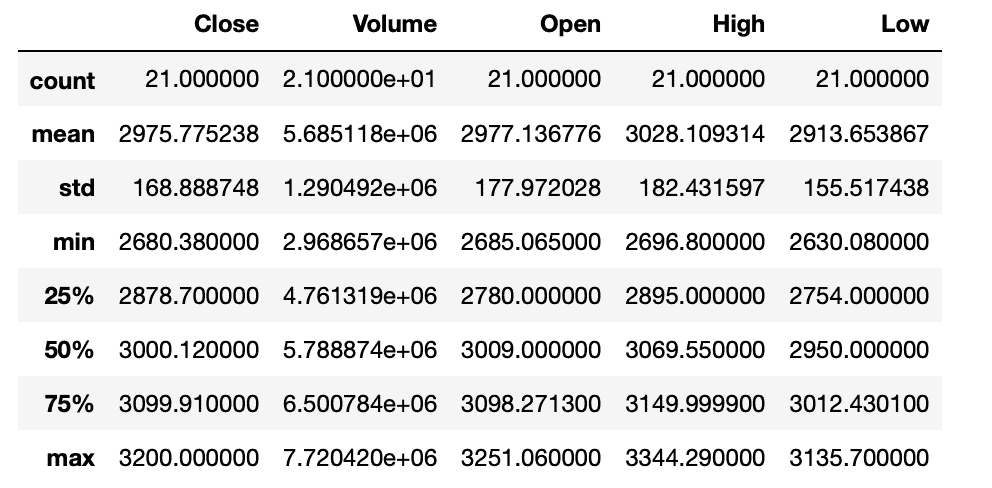 Close Volume Open High Low
count 21.000000 2.100000e+01 21.000000 21.000000 21.000000
mean 2975.775238 5.685118e+06 2977.136776 3028.109314 2913.653867
std 168.888748 1.290492e+06 177.972028 182.431597 155.517438
min 2680.380000 2.968657e+06 2685.065000 2696.800000 2630.080000
25% 2878.700000 4.761319e+06 2780.000000 2895.000000 2754.000000
50% 3000.120000 5.788874e+06 3009.000000 3069.550000 2950.000000
75% 3099.910000 6.500784e+06 3098.271300 3149.999900 3012.430100
max 3200.000000 7.720420e+06 3251.060000 3344.290000 3135.700000